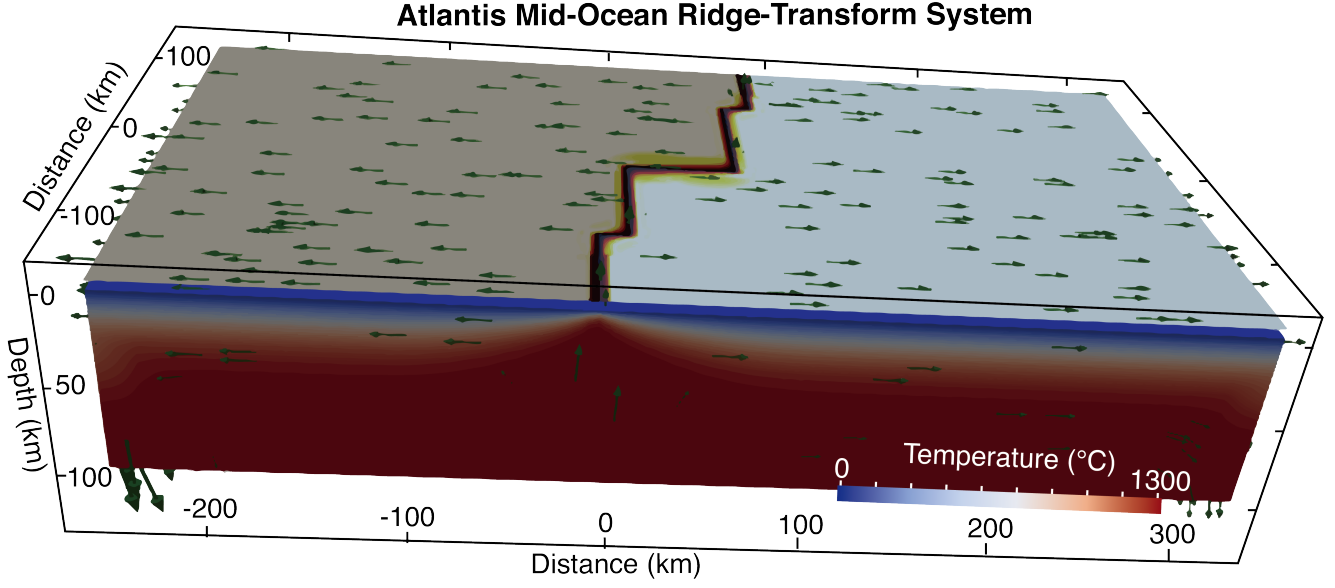 Atlantis Mid-Ocean Ridge-Transform System
100
0
-100
Distance (km)
0
50
100
Depth (km)
Temperature (°C)
0
1300
-200
-100
0
100
200
300
Distance (km)